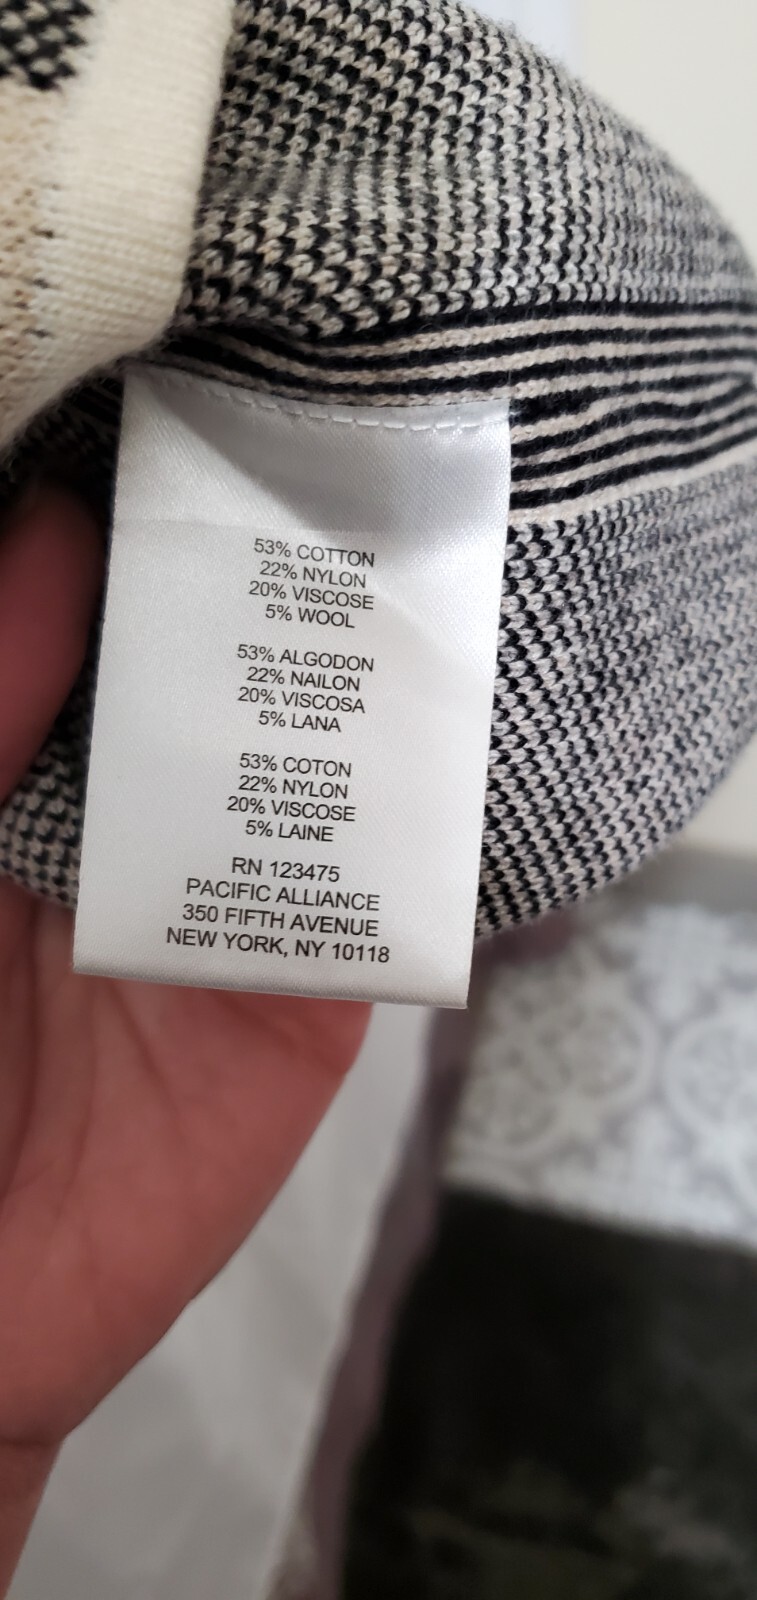 53% COTTON
22% NYLON
20% VISCOSE
5% WOOL
53% ALGODON
22% NAILON
20% VISCOSA
5% LANA
53% COTON
22% NYLON
20% VISCOSE
5% LAINE
RN 123475
PACIFIC ALLIANCE
350 FIFTH AVENUE
NEW YORK, NY 10118